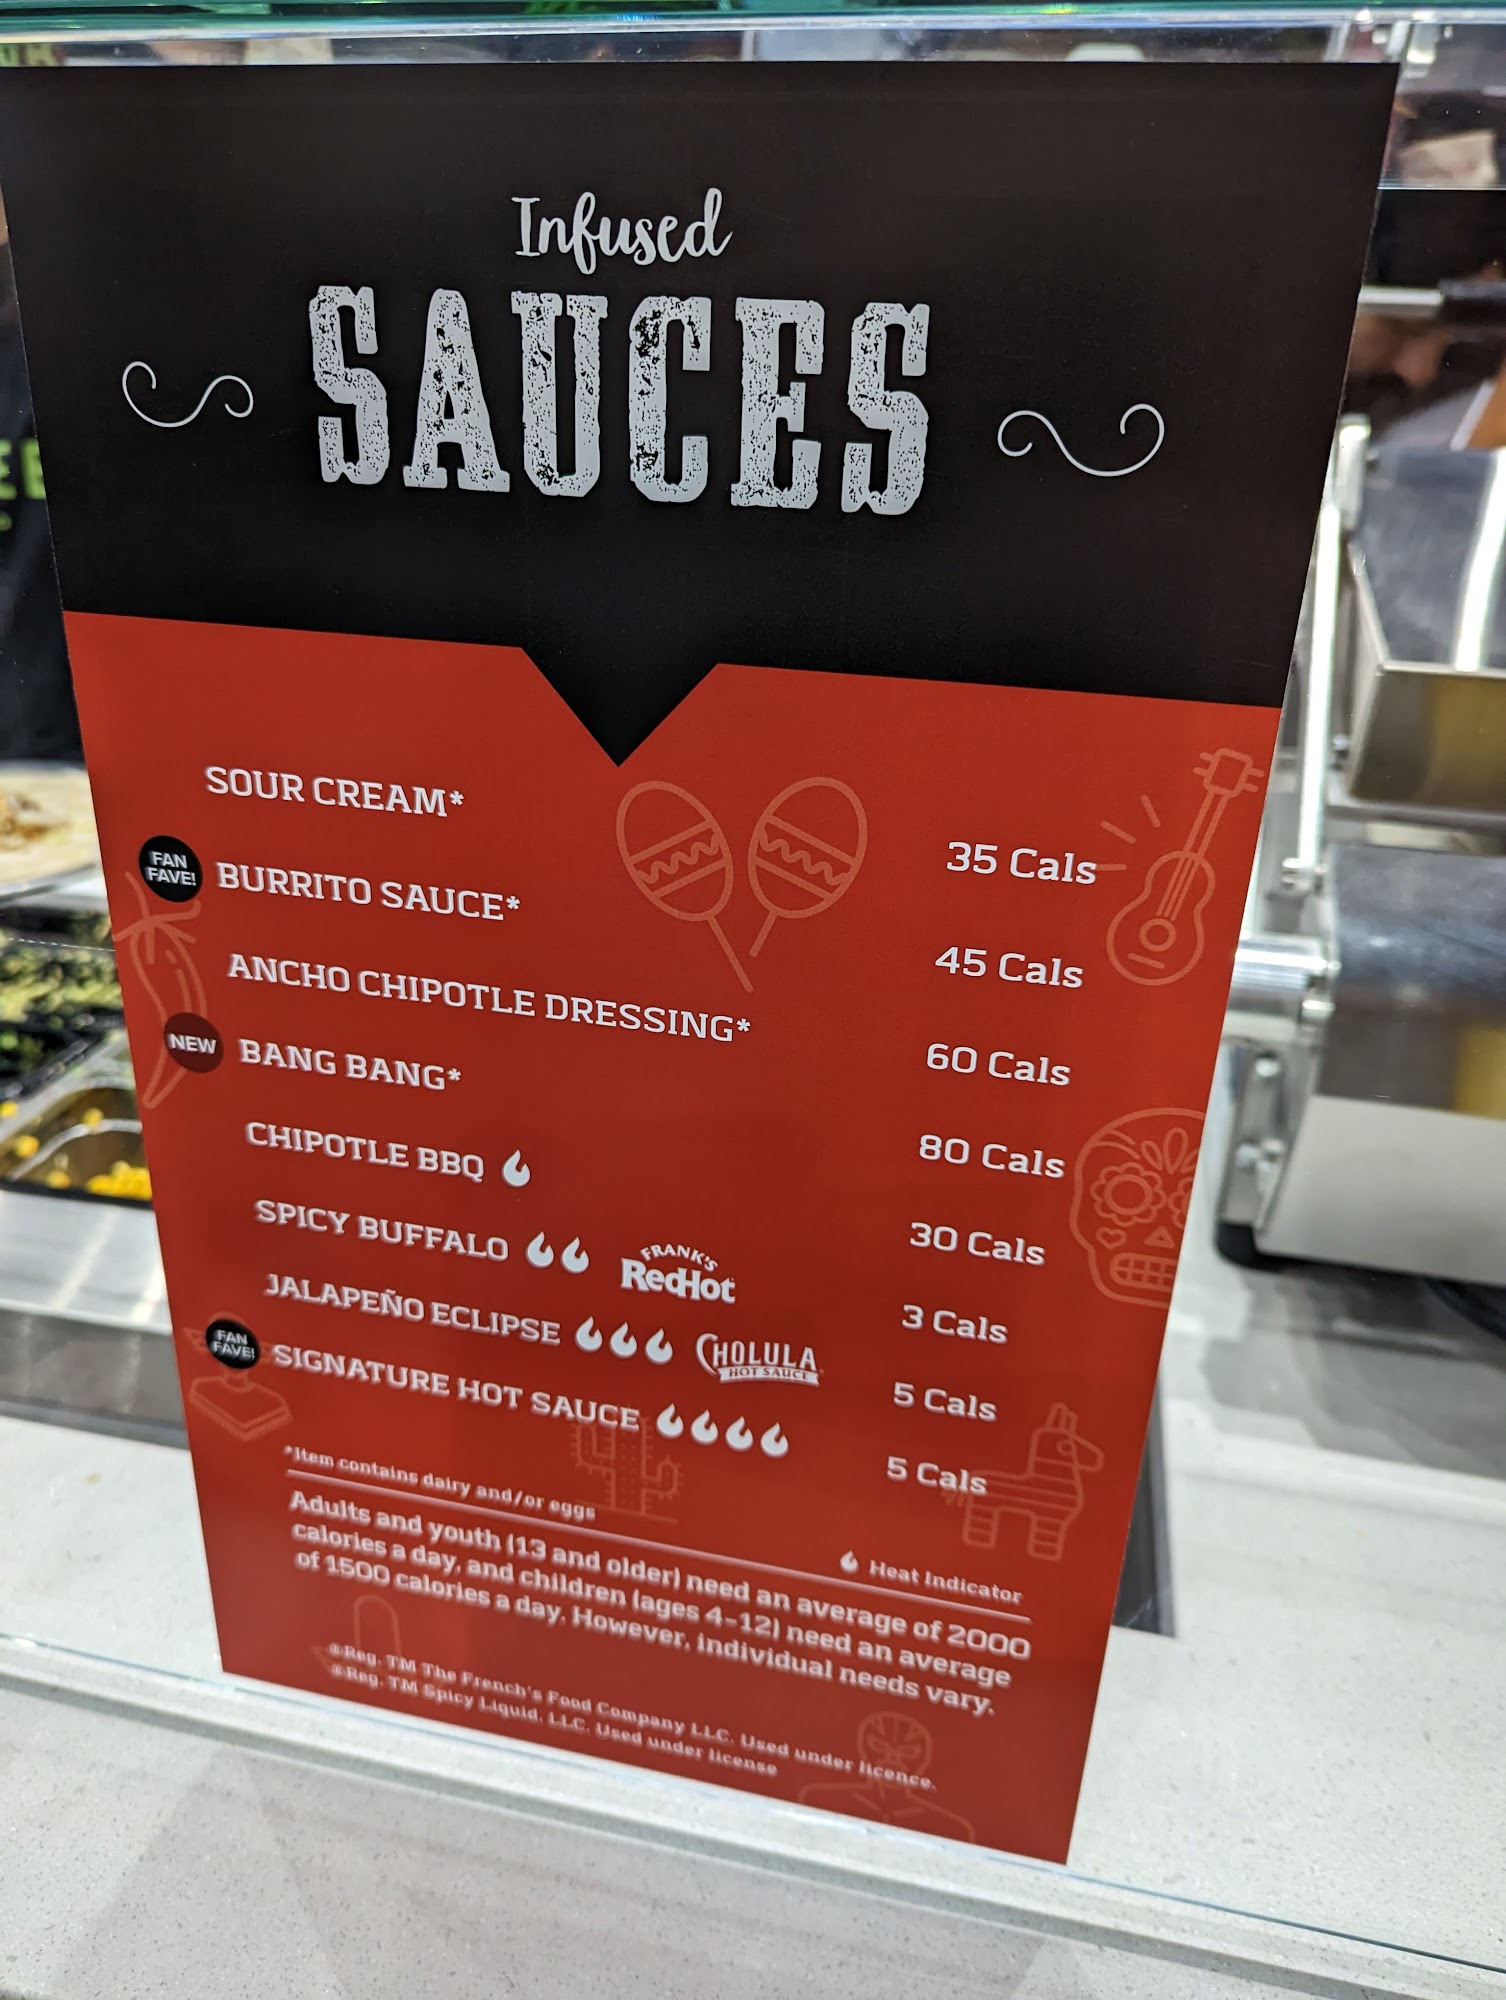 Infused
SAUCES
SOUR CREAM* 35 Cals
FAN FAVE! BURRITO SAUCE* 45 Cals
ANCHO CHIPOTLE DRESSING* 60 Cals
NEW BANG BANG* 80 Cals
CHIPOTLE BBQ 30 Cals
SPICY BUFFALO FRANK'S RedHot 3 Cals
JALAPEÑO ECLIPSE CHOLULA HOT SAUCE 5 Cals
FAN FAVE! SIGNATURE HOT SAUCE 5 Cals
*Item contains dairy and/or eggs
Heat Indicator
Adults and youth (13 and older) need an average of 2000
calories a day, and children (ages 4-12) need an average
of 1500 calories a day. However, individual needs vary.
®Reg. TM The French's Food Company LLC. Used under licence.
®Reg. TM Spicy Liquid, LLC. Used under license